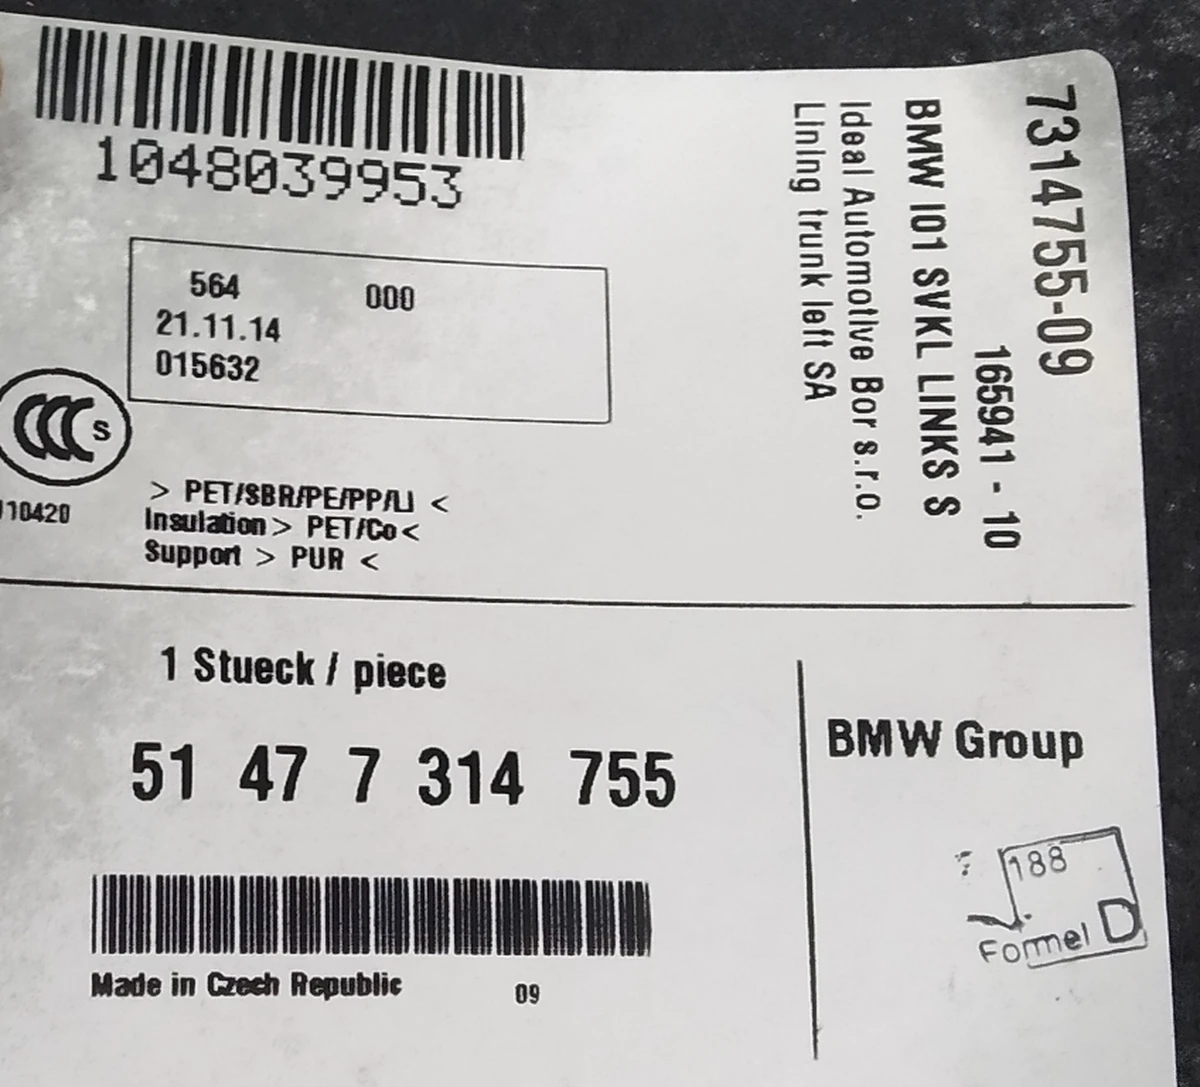 1048039953
564 000
21.11.14
015632
CCC S
10420
> PET/SBR/PE/PP/LI <
Insulation > PET/Co <
Support > PUR <
7314755-09
165941 - 10
BMW I01 SVKL LINKS S
Ideal Automotive Bor s.r.o.
Lining trunk left SA
1 Stueck / piece
51 47 7 314 755
Made in Czech Republic 09
BMW Group
188
Formel D